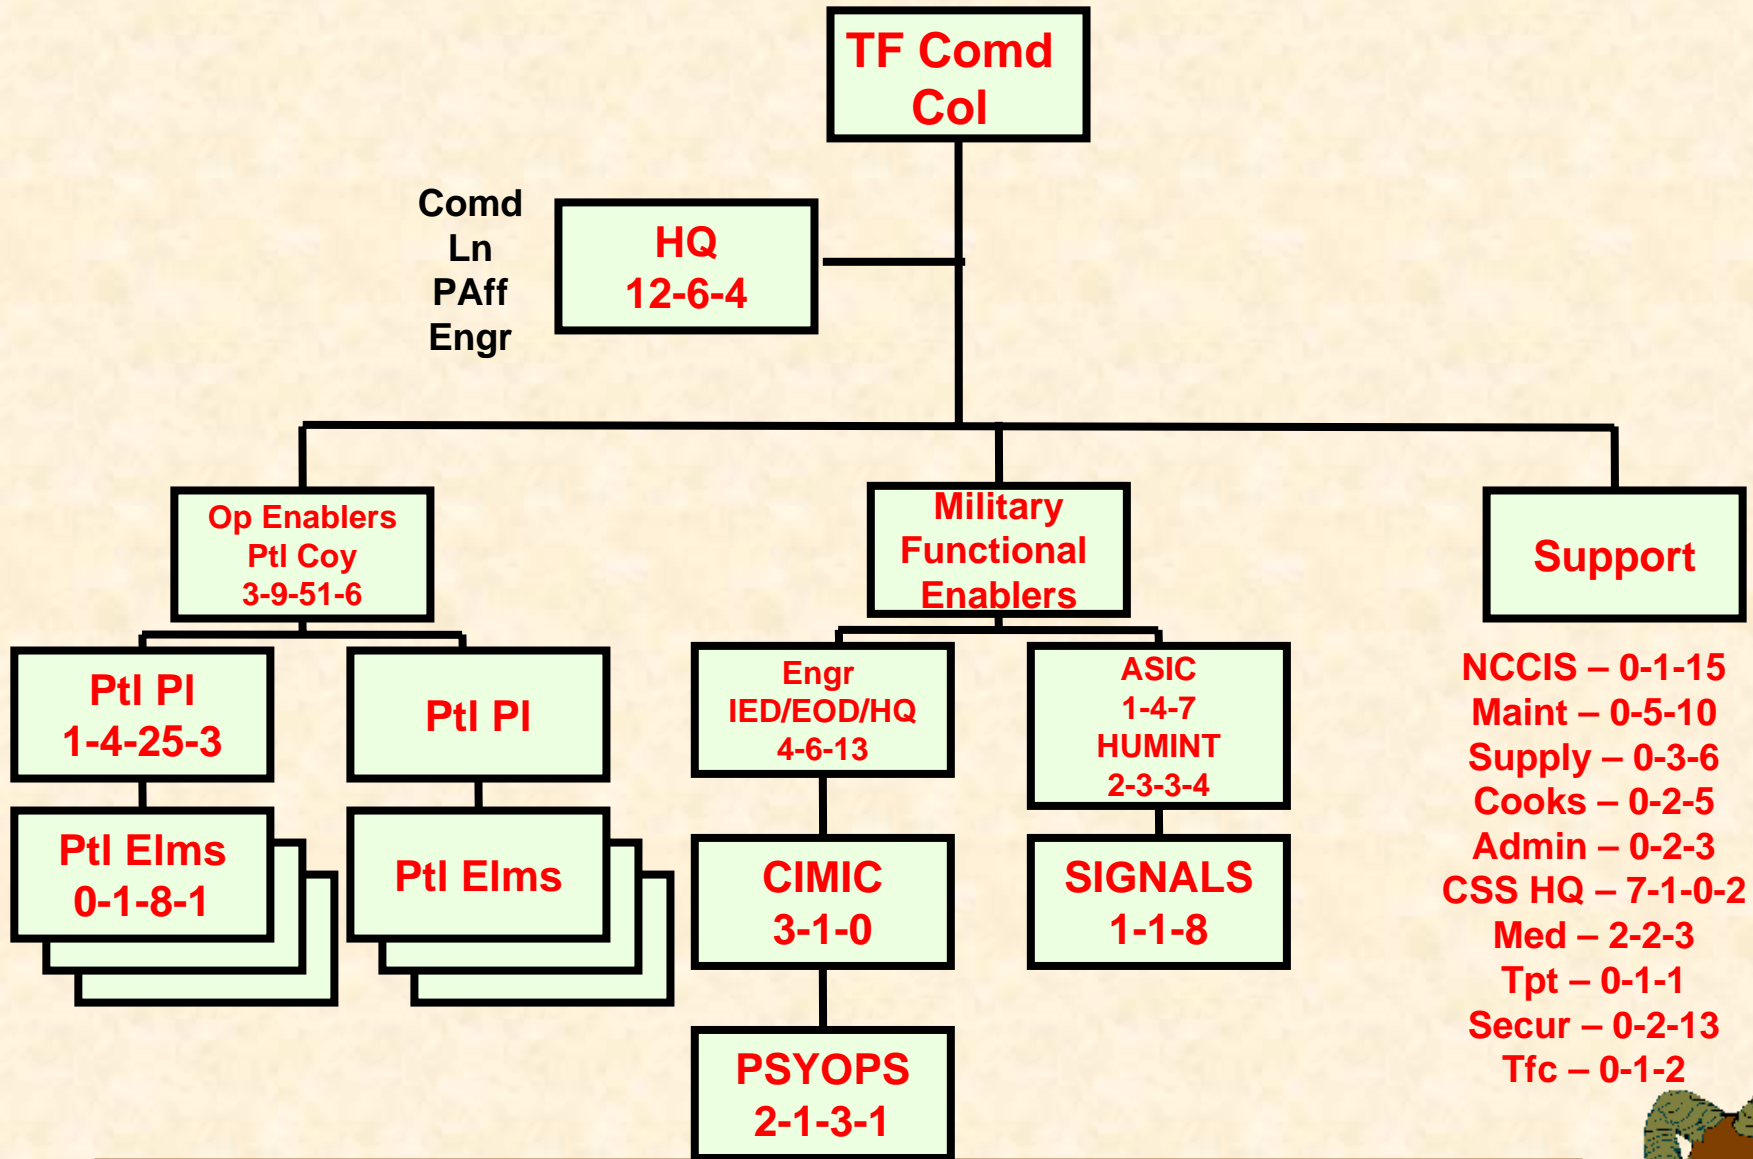 TF Comd
Col
Comd
Ln
PAff
Engr
HQ
12-6-4
Op Enablers
Ptl Coy
3-9-51-6
Military
Functional
Enablers
Support
Ptl Pl
1-4-25-3
Ptl Pl
Engr
IED/EOD/HQ
4-6-13
ASIC
1-4-7
HUMINT
2-3-3-4
Ptl Elms
0-1-8-1
Ptl Elms
CIMIC
3-1-0
SIGNALS
1-1-8
PSYOPS
2-1-3-1
NCCIS – 0-1-15
Maint – 0-5-10
Supply – 0-3-6
Cooks – 0-2-5
Admin – 0-2-3
CSS HQ – 7-1-0-2
Med – 2-2-3
Tpt – 0-1-1
Secur – 0-2-13
Tfc – 0-1-2